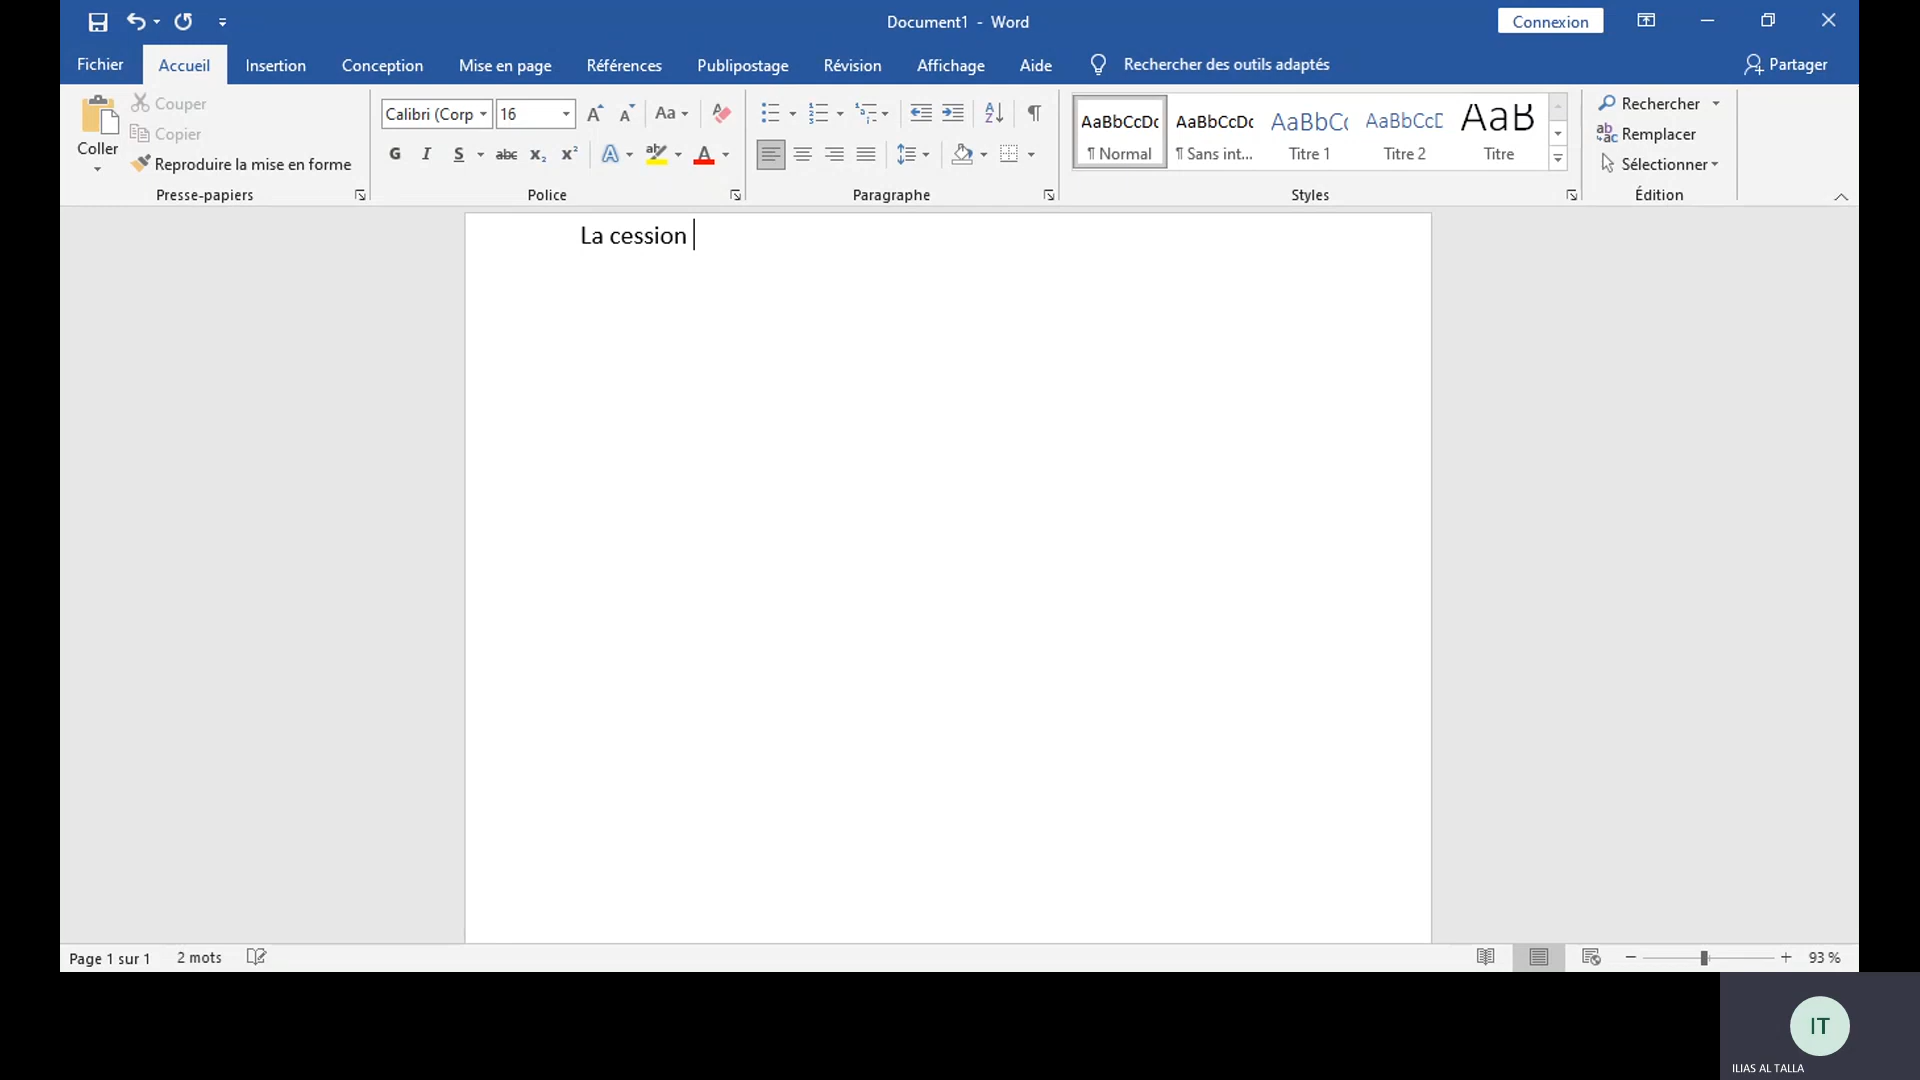 Document1 - Word
Connexion
Fichier
Accueil
Insertion
Conception
Mise en page
Références
Publipostage
Révision
Affichage
Aide
Rechercher des outils adaptés
Partager
Coller
Couper
Copier
Reproduire la mise en forme
Presse-papiers
Calibri (Corp
16
Aa
G I S abc x₂ x²
Police
Paragraphe
AaBbCcDc
¶ Normal
AaBbCcDc
¶ Sans int...
AaBbCc
Titre 1
AaBbCcD
Titre 2
AaB
Titre
Styles
Rechercher
Remplacer
Sélectionner
Édition
La cession
Page 1 sur 1
2 mots
93 %
IT
ILIAS AL TALLA